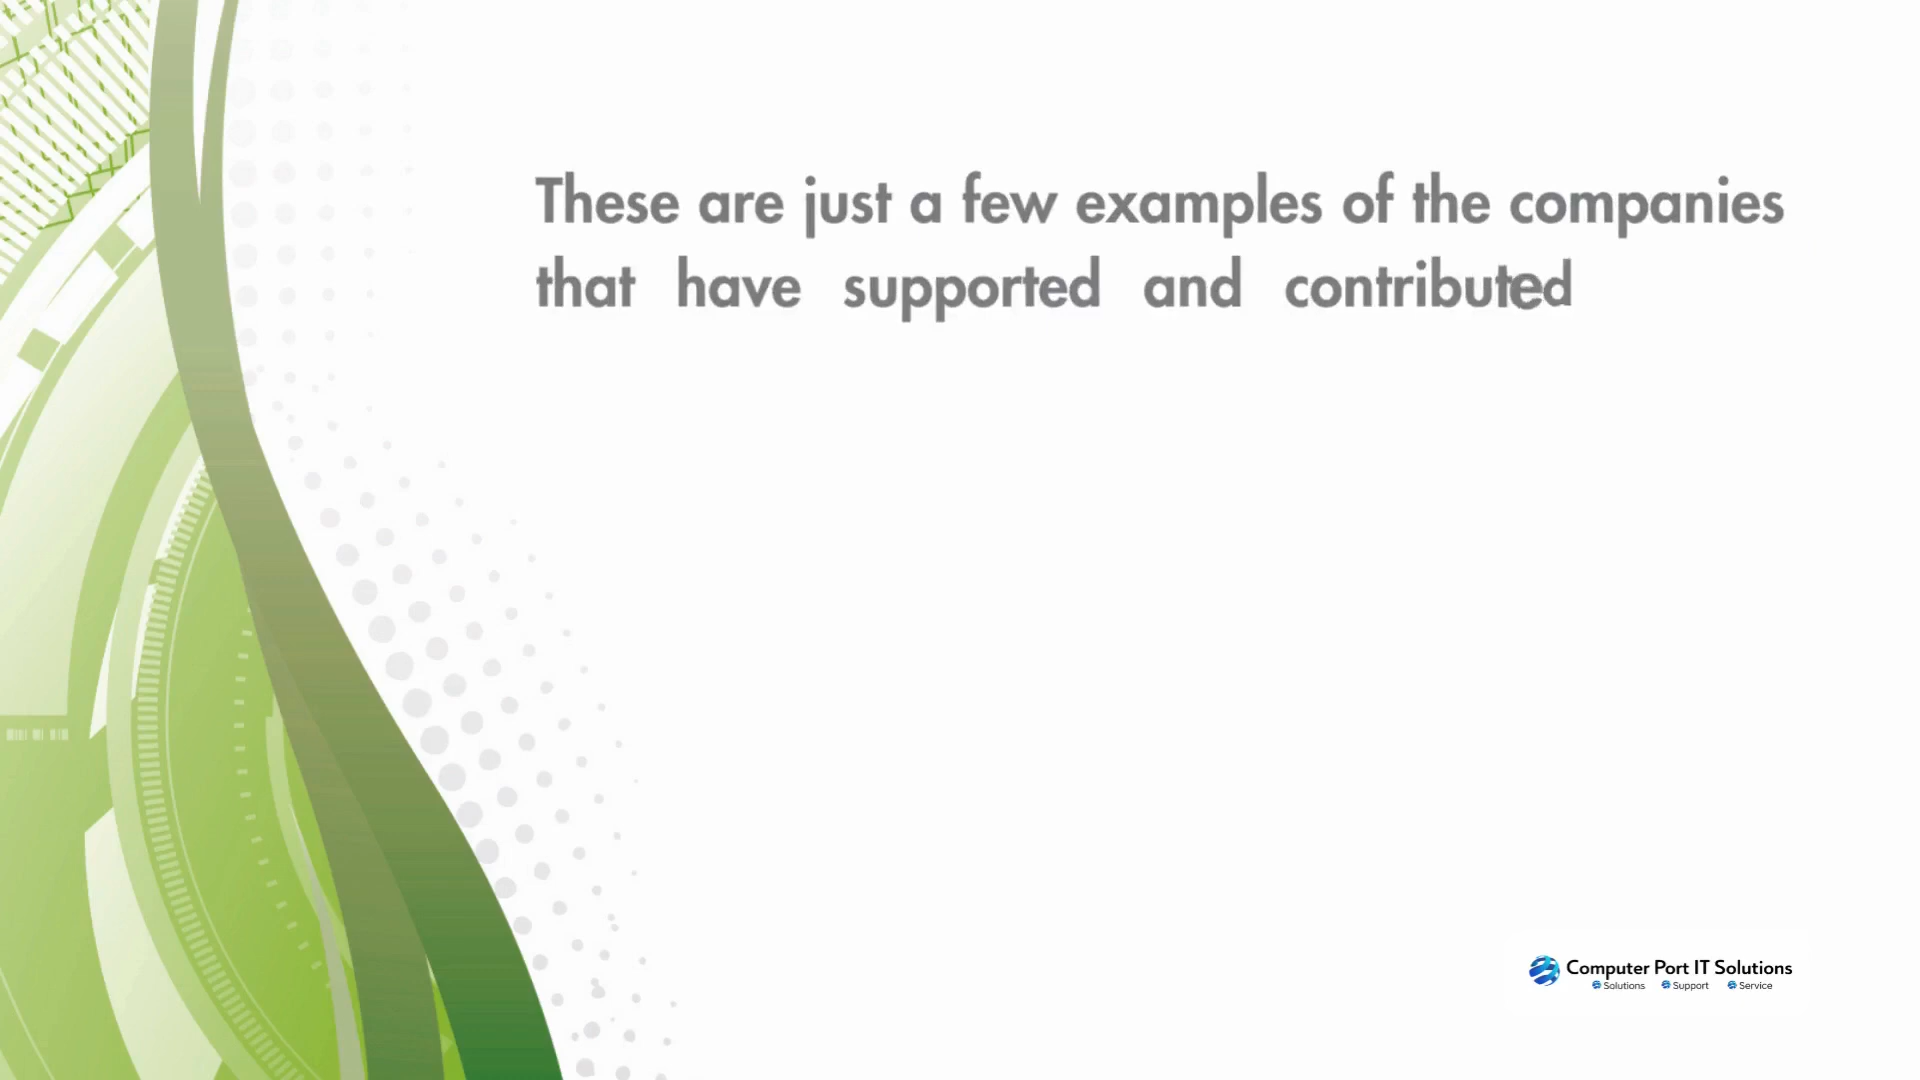 These are just a few examples of the companies
that have supported and contributed
Computer Port IT Solutions
Solutions Support Service